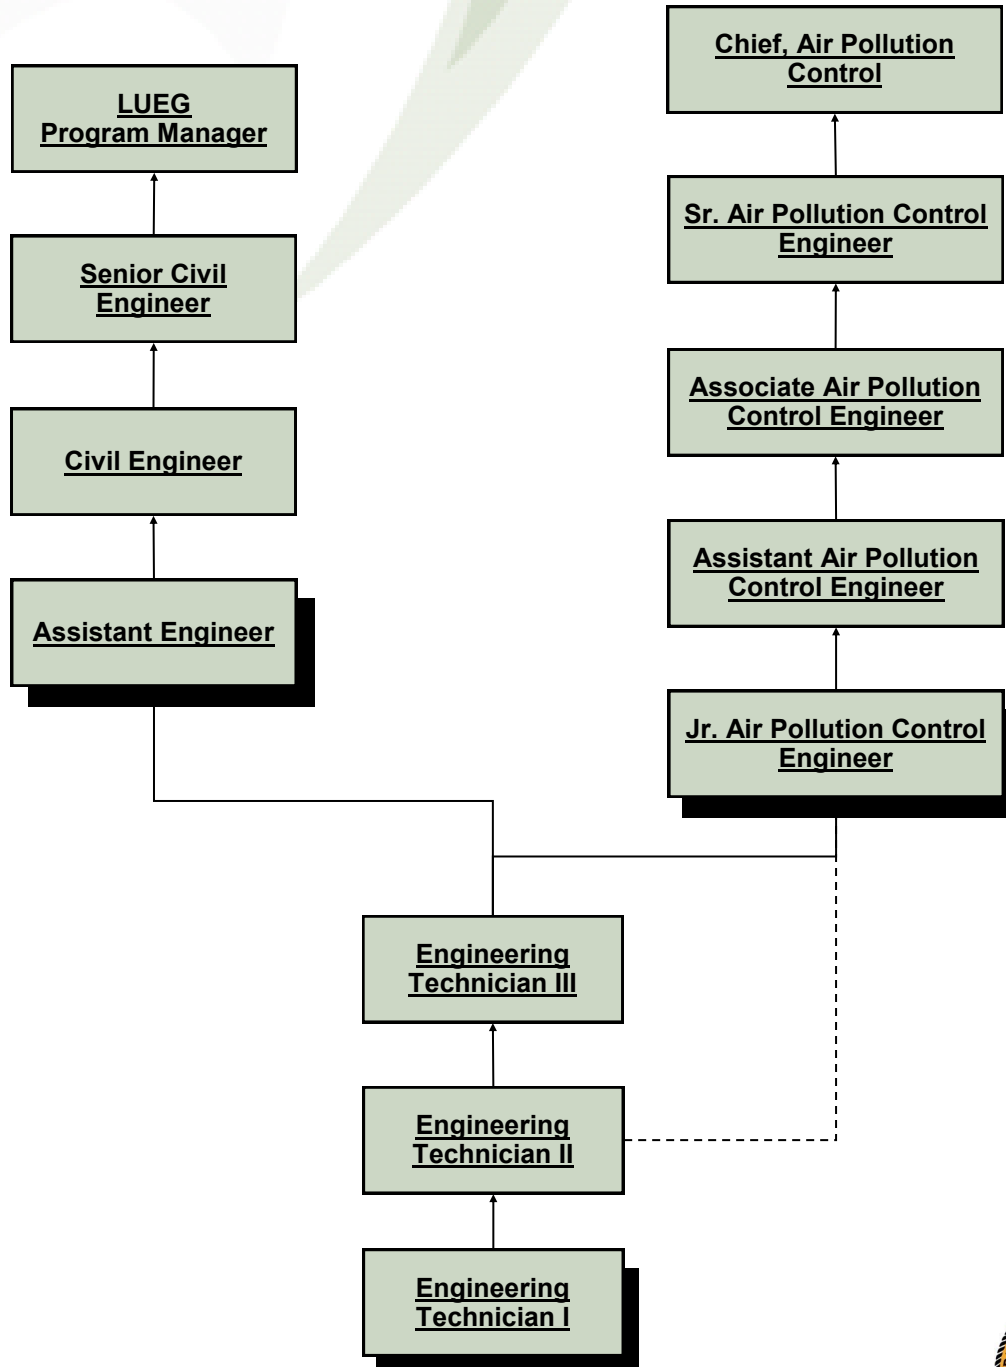 Chief, Air Pollution
Control
LUEG
Program Manager
Sr. Air Pollution Control
Engineer
Senior Civil
Engineer
Associate Air Pollution
Control Engineer
Civil Engineer
Assistant Air Pollution
Control Engineer
Assistant Engineer
Jr. Air Pollution Control
Engineer
Engineering
Technician III
Engineering
Technician II
Engineering
Technician I